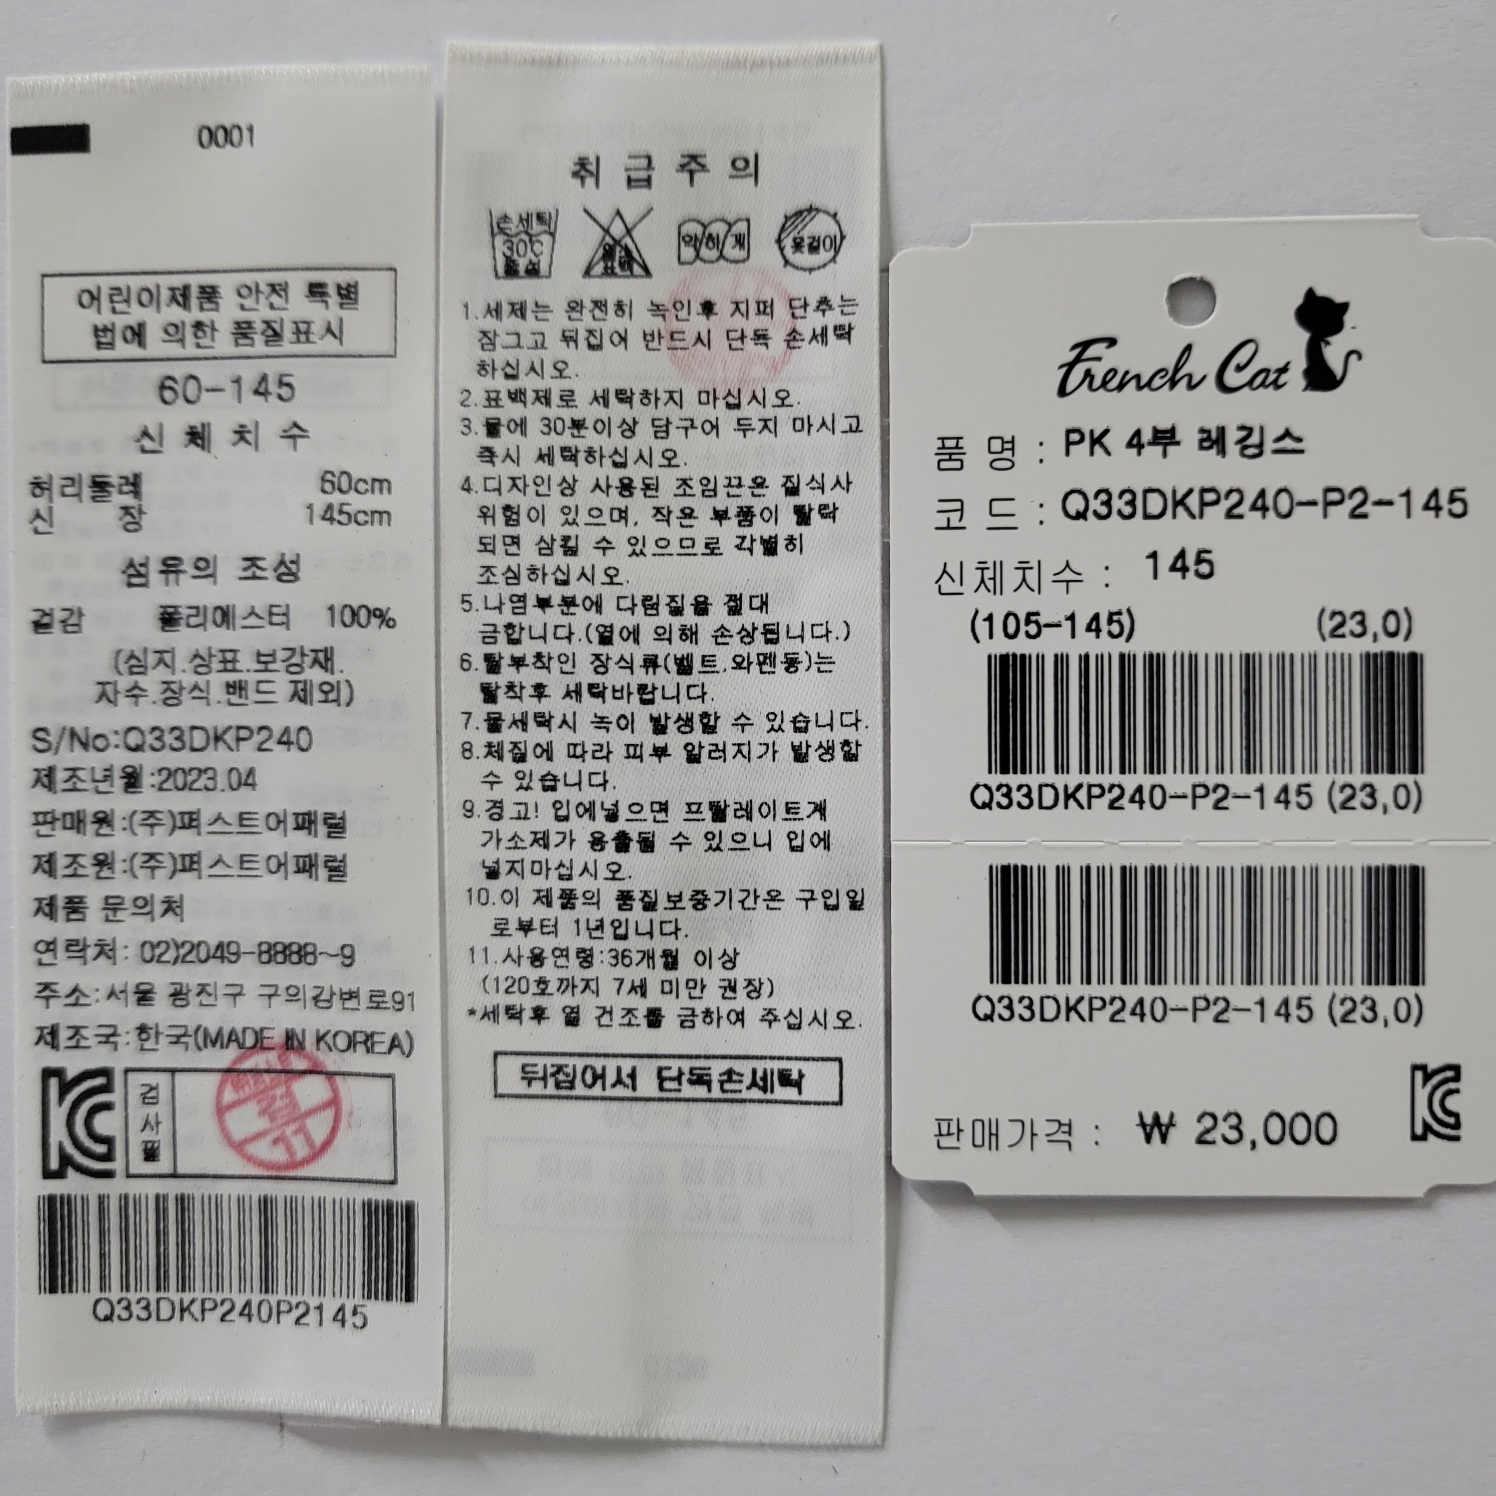 0001
어린이제품 안전 특별
법에 의한 품질표시
60-145
신 체 치 수
허리둘레 60cm
신 장 145cm
섬유의 조성
겉감 폴리에스터 100%
(심지.상표.보강재.
자수.장식.밴드 제외)
S/No:Q33DKP240
제조년월:2023.04
판매원:(주)퍼스트어패럴
제조원:(주)퍼스트어패럴
제품 문의처
연락처: 02)2049-8888~9
주소:서울 광진구 구의강변로91
제조국:한국(MADE IN KOREA)
KC
검사필
Q33DKP240P2145
취 급 주 의
손세탁
30℃
중성
약하게
옷걸이
1.세제는 완전히 녹인후 지퍼 단추는
잠그고 뒤집어 반드시 단독 손세탁
하십시오.
2.표백제로 세탁하지 마십시오.
3.물에 30분이상 담구어 두지 마시고
즉시 세탁하십시오.
4.디자인상 사용된 조임끈은 질식사
위험이 있으며, 작은 부품이 탈락
되면 삼킬 수 있으므로 각별히
조심하십시오.
5.나염부분에 다림질을 절대
금합니다.(열에 의해 손상됩니다.)
6.탈부착인 장식류(벨트.와펜등)는
탈착후 세탁바랍니다.
7.물세탁시 녹이 발생할 수 있습니다.
8.체질에 따라 피부 알러지가 발생할
수 있습니다.
9.경고! 입에넣으면 프탈레이트계
가소제가 용출될 수 있으니 입에
넣지마십시오.
10.이 제품의 품질보증기간은 구입일
로부터 1년입니다.
11.사용연령:36개월 이상
(120호까지 7세 미만 권장)
*세탁후 열 건조를 금하여 주십시오.
뒤집어서 단독손세탁
French Cat
품 명 : PK 4부 레깅스
코 드 : Q33DKP240-P2-145
신체치수 : 145
(105-145) (23,0)
Q33DKP240-P2-145 (23,0)
Q33DKP240-P2-145 (23,0)
판매가격 : ₩ 23,000
KC